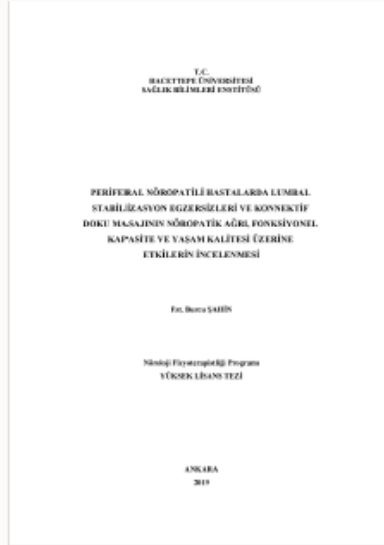 T.C.
HACETTEPE ÜNİVERSİTESİ
SAĞLIK BİLİMLERİ ENSTİTÜSÜ
PERİFERAL NÖROPATİLİ HASTALARDA LUMBAL
STABİLİZASYON EGZERSİZLERİ VE KONNEKTİF
DOKU MASAJININ NÖROPATİK AĞRI, FONKSİYONEL
KAPASİTE VE YAŞAM KALİTESİ ÜZERİNE
ETKİLERİN İNCELENMESİ
Fzt. Burcu ŞAHİN
Nöroloji Fizyoterapistliği Programı
YÜKSEK LİSANS TEZİ
ANKARA
2019